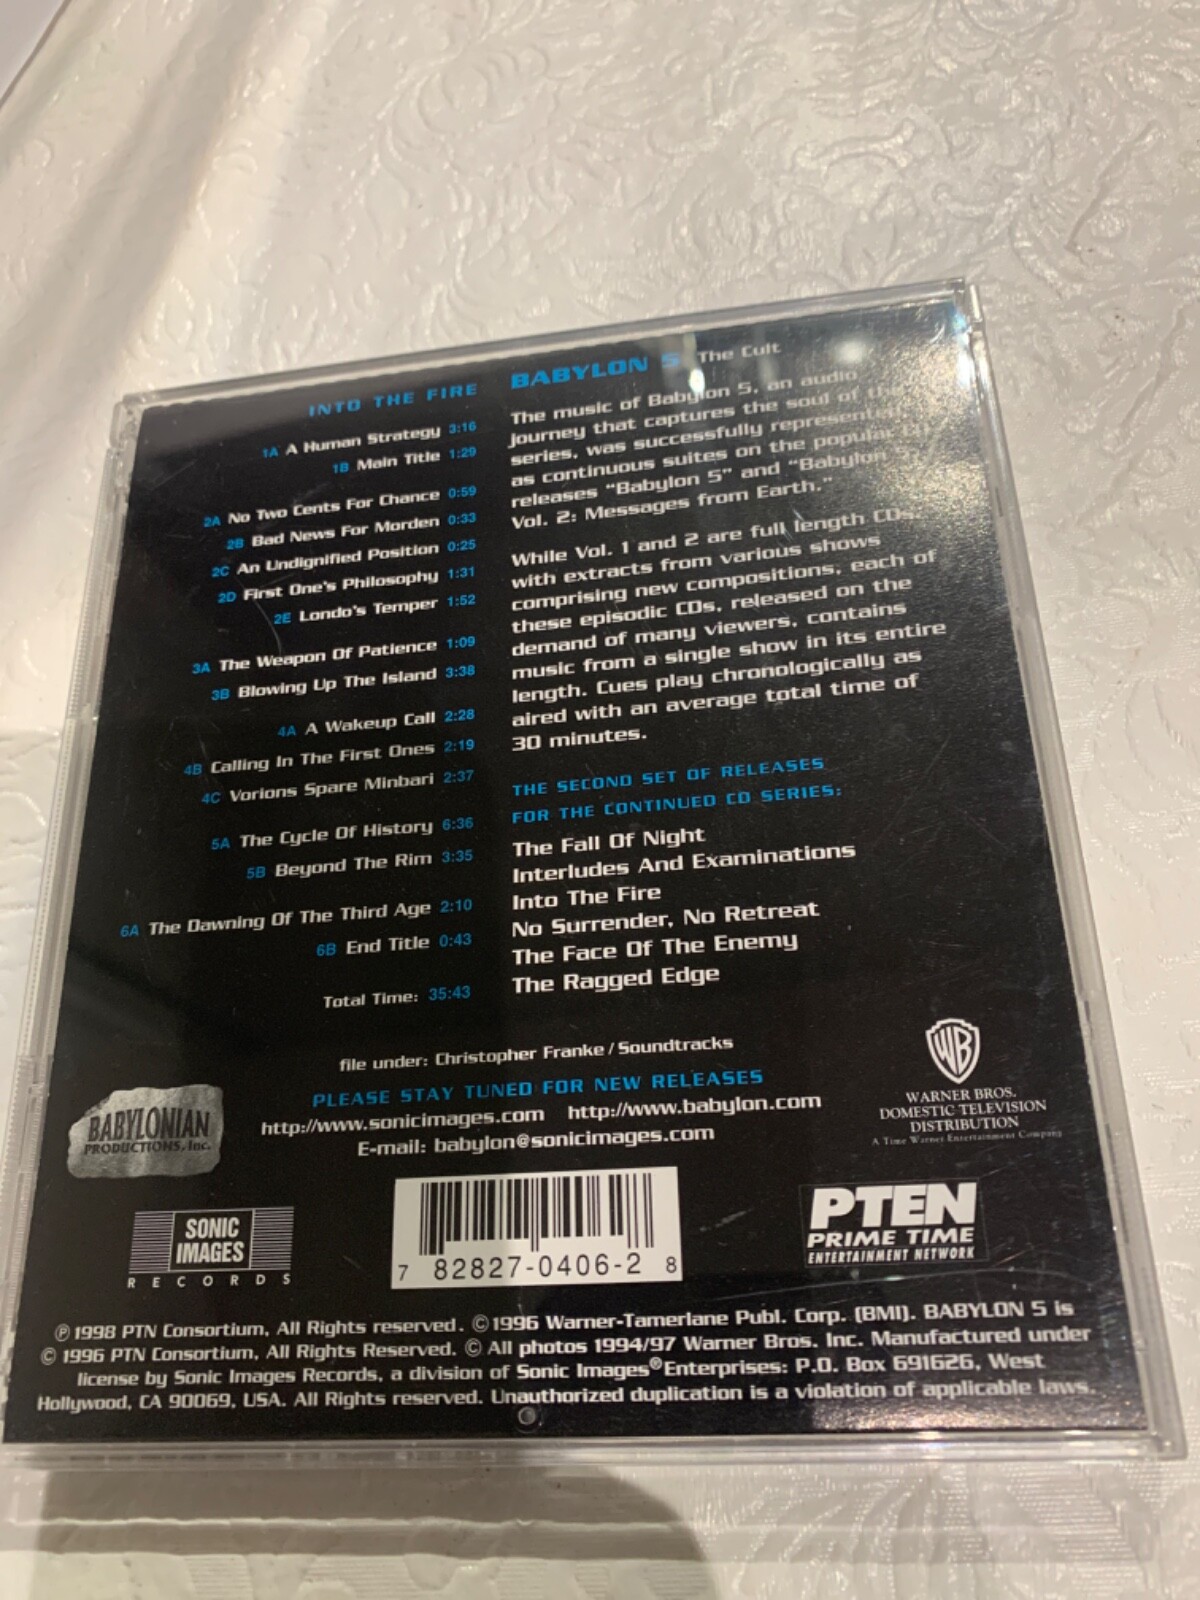 INTO THE FIRE
1A A Human Strategy 3:16
1B Main Title 1:29
2A No Two Cents For Chance 0:59
2B Bad News For Morden 0:33
2C An Undignified Position 0:25
2D First One's Philosophy 1:31
2E Londo's Temper 1:52
3A The Weapon Of Patience 1:09
3B Blowing Up The Island 3:38
4A A Wakeup Call 2:28
4B Calling In The First Ones 2:19
4C Vorlons Spare Minbari 2:37
5A The Cycle Of History 6:36
5B Beyond The Rim 3:35
6A The Dawning Of The Third Age 2:10
6B End Title 0:43
Total Time: 35:43
BABYLON 5 The Cult
The music of Babylon 5, an audio
journey that captures the soul of the
series, was successfully represented
as continuous suites on the popular
releases "Babylon 5" and "Babylon
Vol. 2: Messages from Earth."
While Vol. 1 and 2 are full length CDs,
with extracts from various shows
comprising new compositions, each of
these episodic CDs, released on the
demand of many viewers, contains
music from a single show in its entire
length. Cues play chronologically as
aired with an average total time of
30 minutes.
THE SECOND SET OF RELEASES
FOR THE CONTINUED CD SERIES:
The Fall Of Night
Interludes And Examinations
Into The Fire
No Surrender, No Retreat
The Face Of The Enemy
The Ragged Edge
file under: Christopher Franke / Soundtracks
PLEASE STAY TUNED FOR NEW RELEASES
http://www.sonicimages.com http://www.babylon.com
E-mail: babylon@sonicimages.com
BABYLONIAN
PRODUCTIONS, Inc.
WB
WARNER BROS.
DOMESTIC TELEVISION
DISTRIBUTION
A Time Warner Entertainment Company
SONIC
IMAGES
RECORDS
7 82827-0406-2 8
PTEN
PRIME TIME
ENTERTAINMENT NETWORK
℗ 1998 PTN Consortium, All Rights reserved. © 1996 Warner-Tamerlane Publ. Corp. (BMI). BABYLON 5 is
© 1996 PTN Consortium, All Rights Reserved. © All photos 1994/97 Warner Bros. Inc. Manufactured under
license by Sonic Images Records, a division of Sonic Images® Enterprises: P.O. Box 691626, West
Hollywood, CA 90069, USA. All Rights reserved. Unauthorized duplication is a violation of applicable laws.